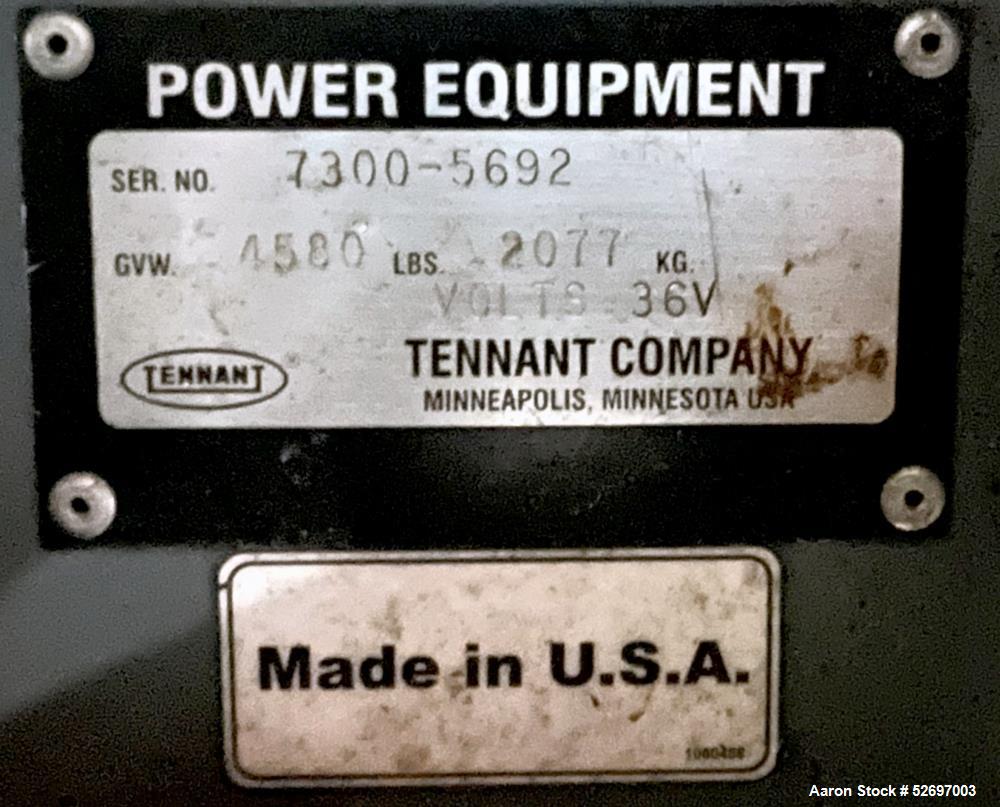 POWER EQUIPMENT
SER. NO. 7300-5692
GVW. 4580 LBS. 2077 KG.
VOLTS 36V
TENNANT
TENNANT COMPANY
MINNEAPOLIS, MINNESOTA USA
Made in U.S.A.
Aaron Stock # 52697003